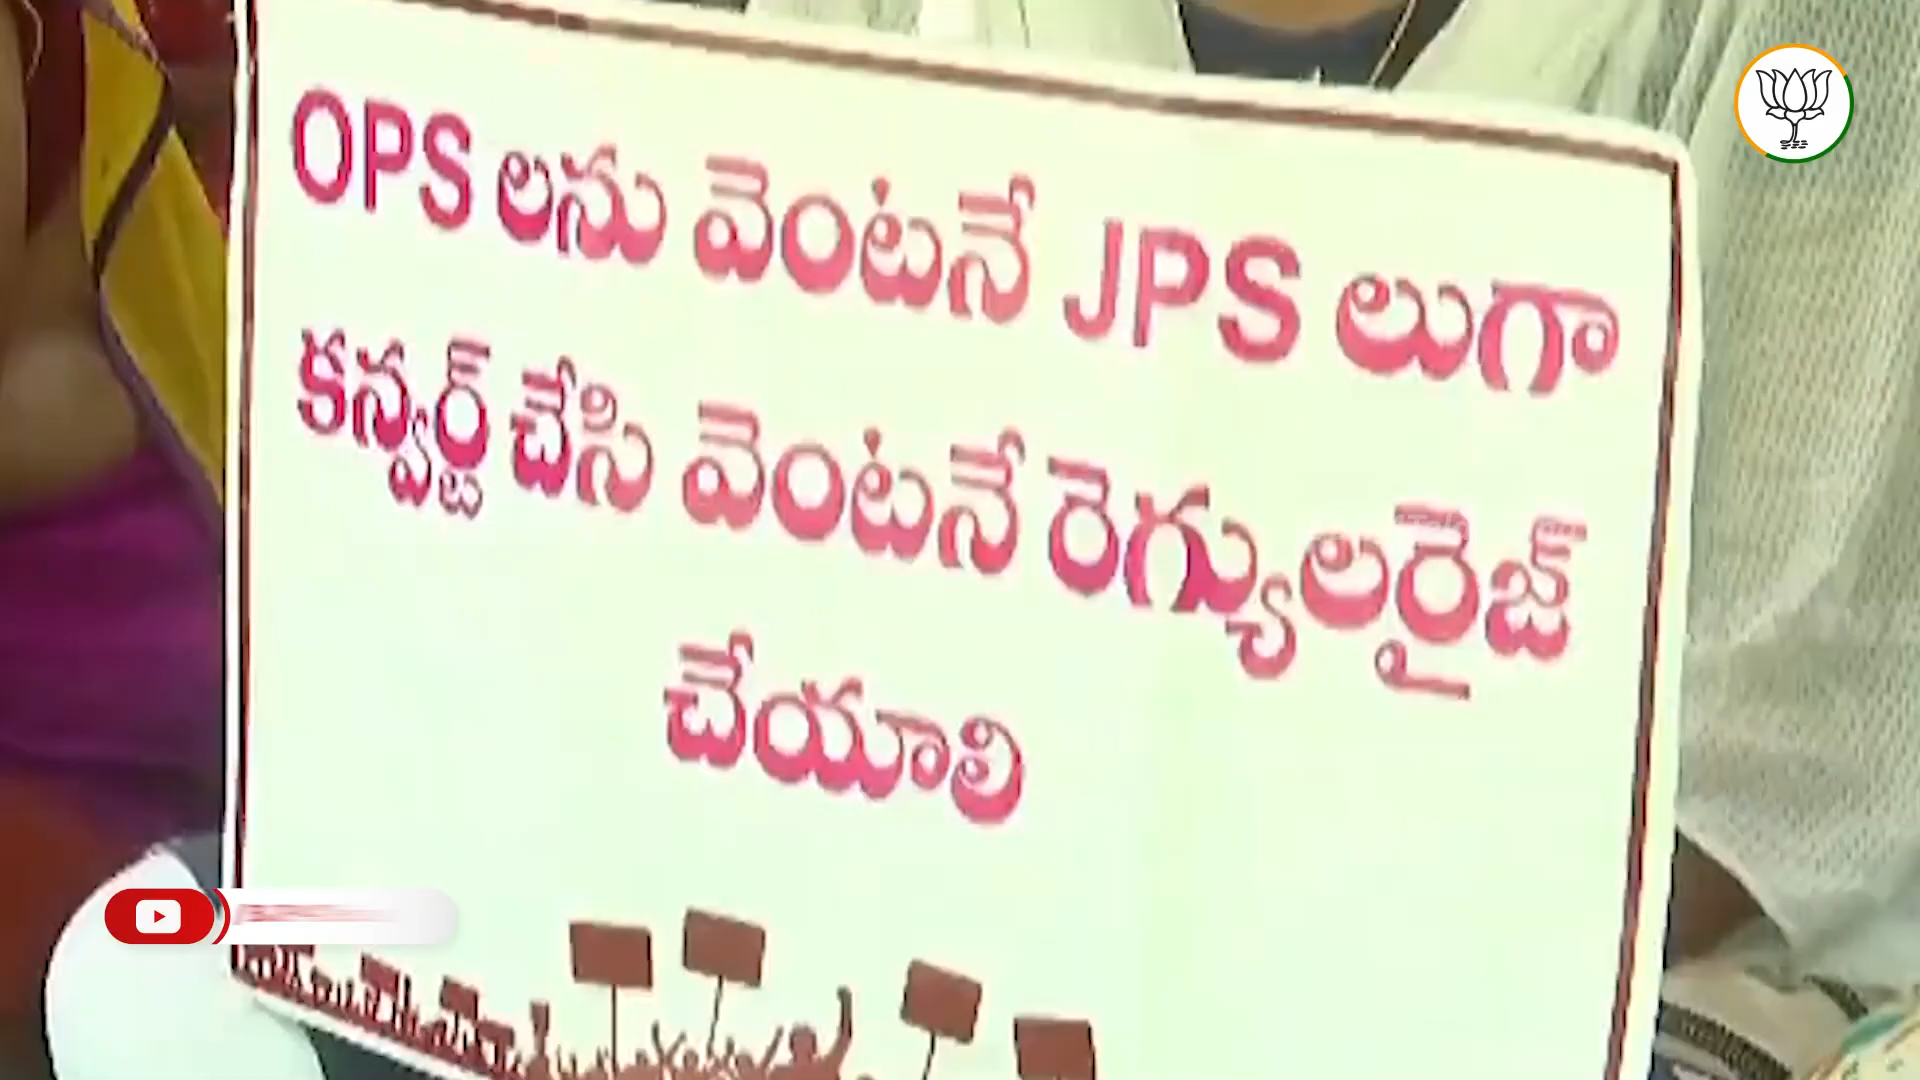 OPS లను వెంటనే JPS లుగా
కన్వర్ట్ చేసి వెంటనే రెగ్యులరైజ్
చేయాలి